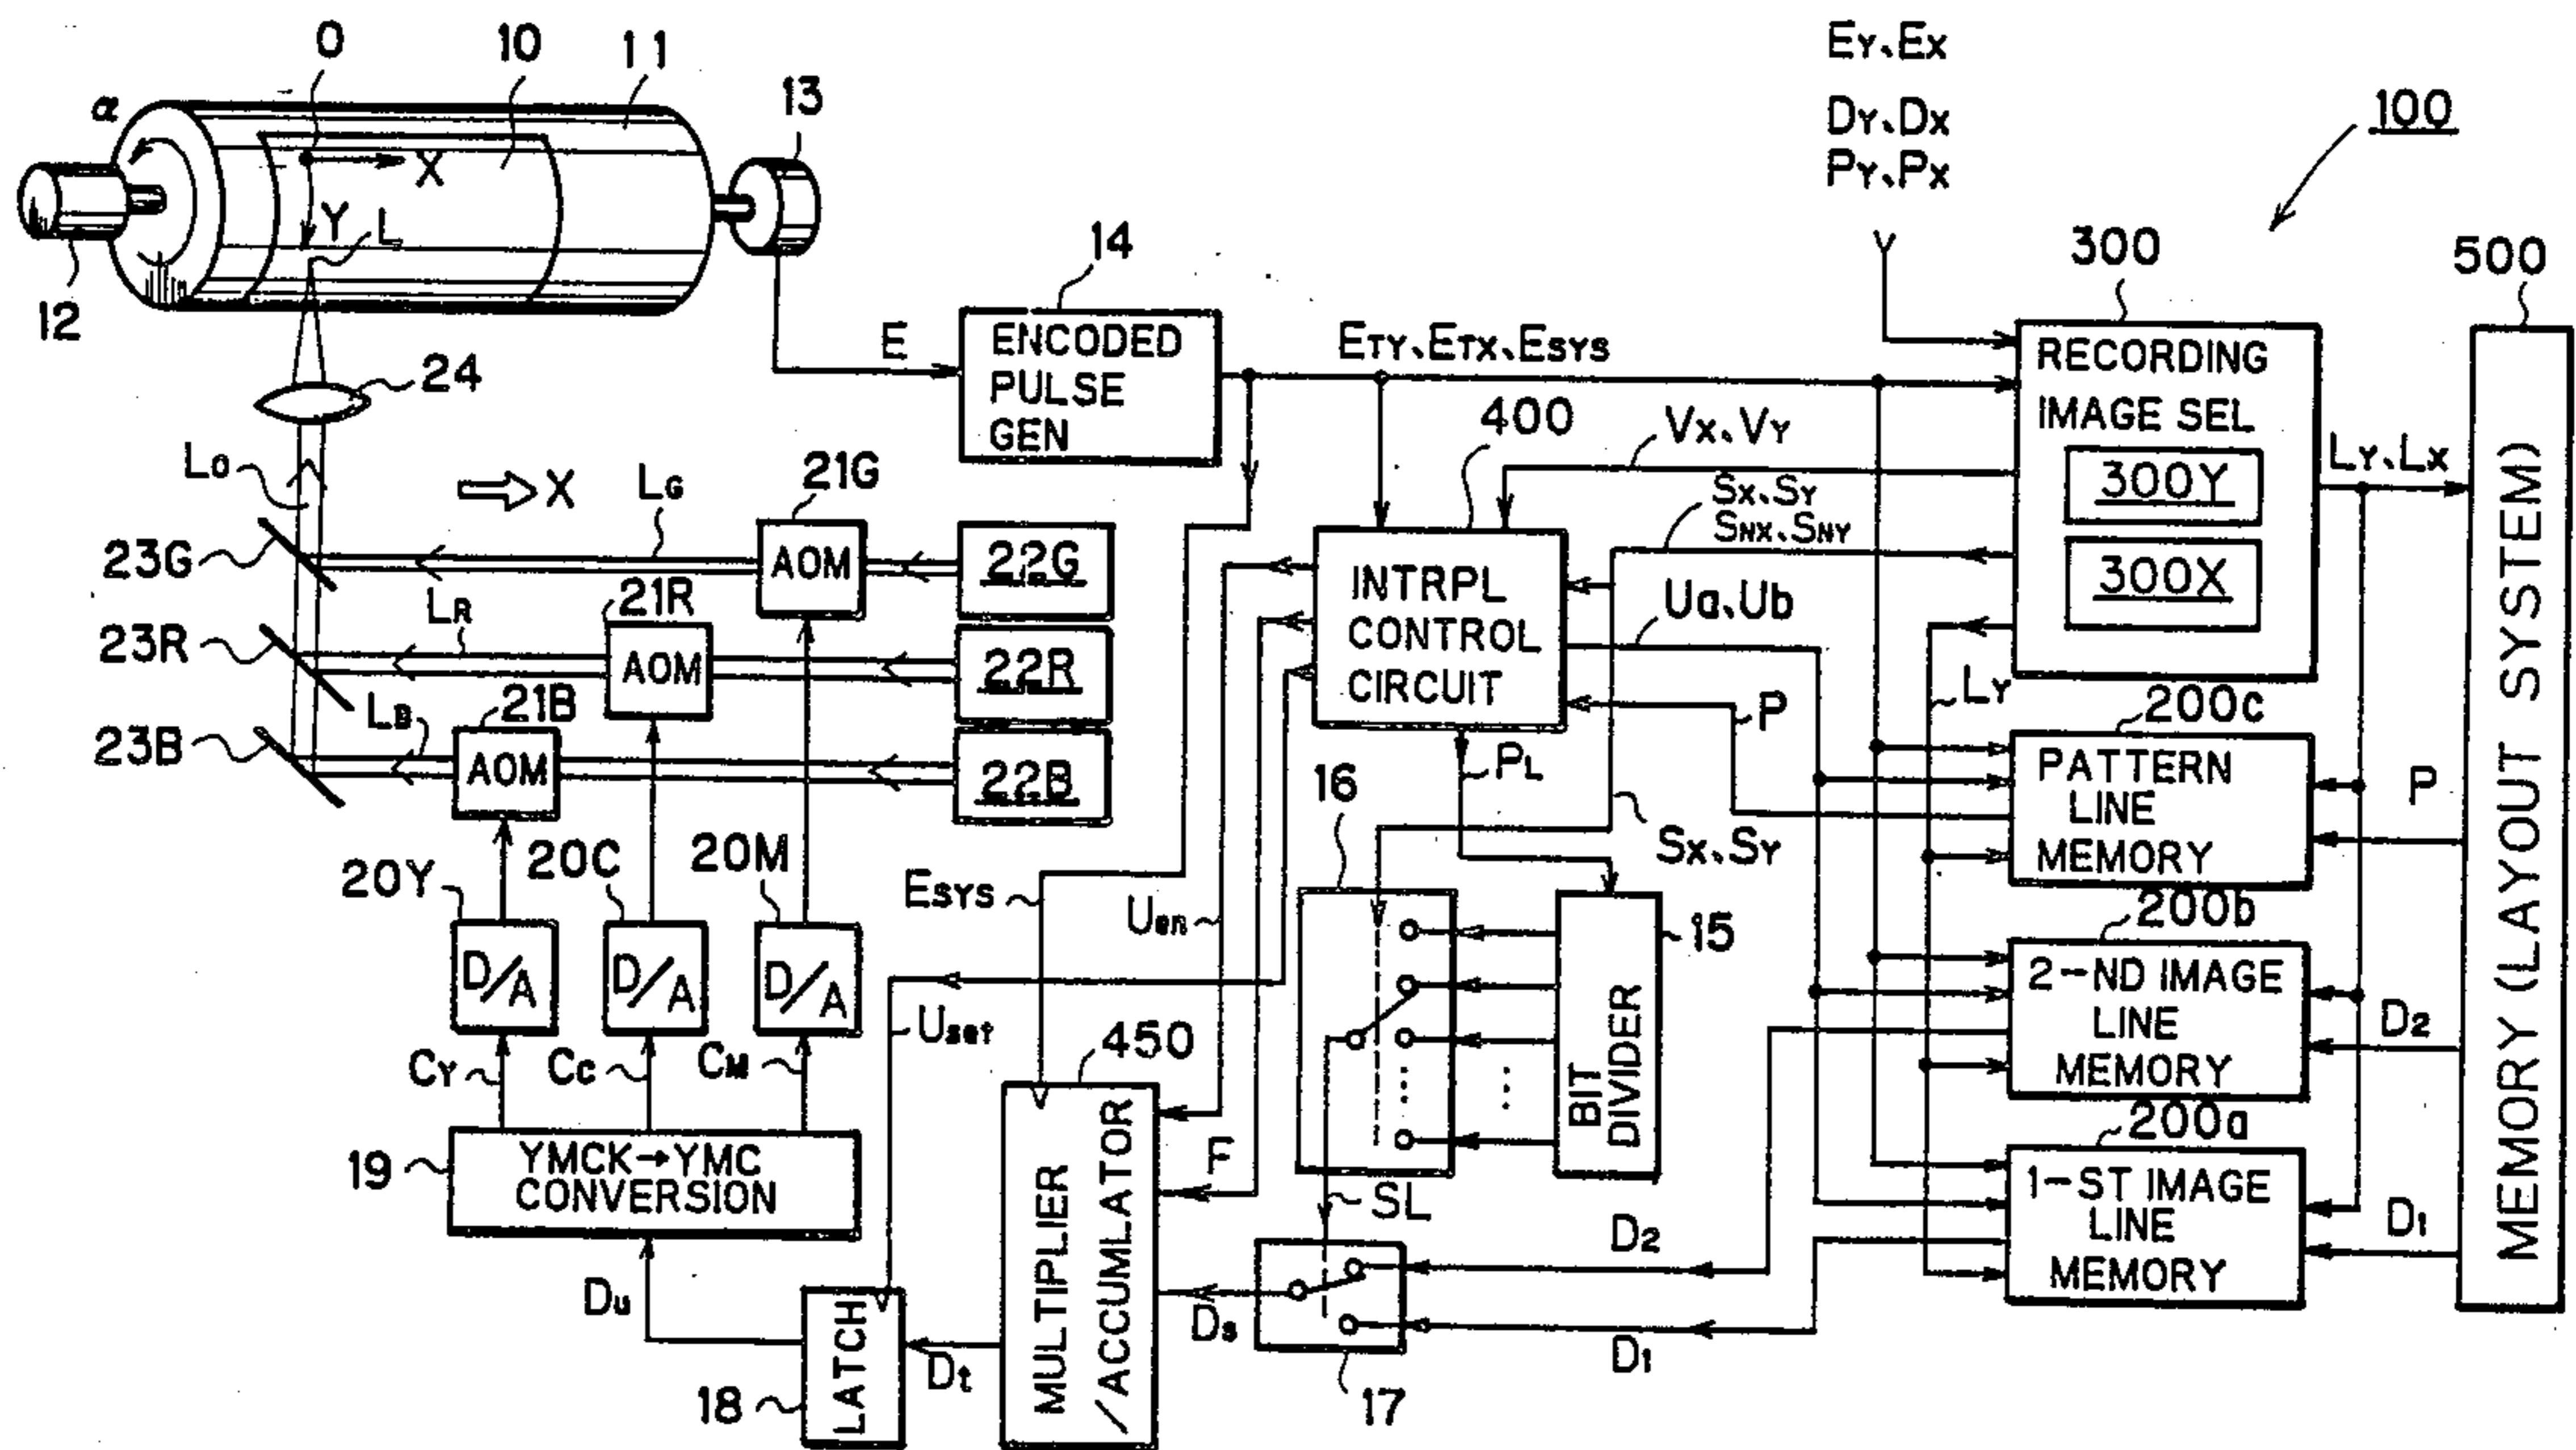 0
10
11
13
α
X
Y
L
12
24
LO
X
EY、EX
DY、DX
PY、PX
100
14
E
ENCODED
PULSE
GEN
ETY、ETX、ESYS
300
RECORDING
IMAGE SEL
300Y
300X
500
MEMORY (LAYOUT SYSTEM)
LY、LX
400
VX、VY
SX、SY
SNX、SNY
INTRPL
CONTROL
CIRCUIT
Ua、Ub
P
PL
SX、SY
LY
21G
LG
23G
AOM
22G
21R
LR
23R
AOM
22R
21B
LB
23B
AOM
22B
200c
PATTERN
LINE
MEMORY
P
200b
2-ND IMAGE
LINE
MEMORY
D2
200a
1-ST IMAGE
LINE
MEMORY
D1
16
15
BIT
DIVIDER
SL
20Y
20C
20M
D/A
D/A
D/A
ESYS
Uen
Uset
CY
CC
CM
450
19
YMCK→YMC
CONVERSION
MULTIPLIER
/ACCUMLATOR
F
D2
D1
Ds
17
Du
LATCH
18
Dt